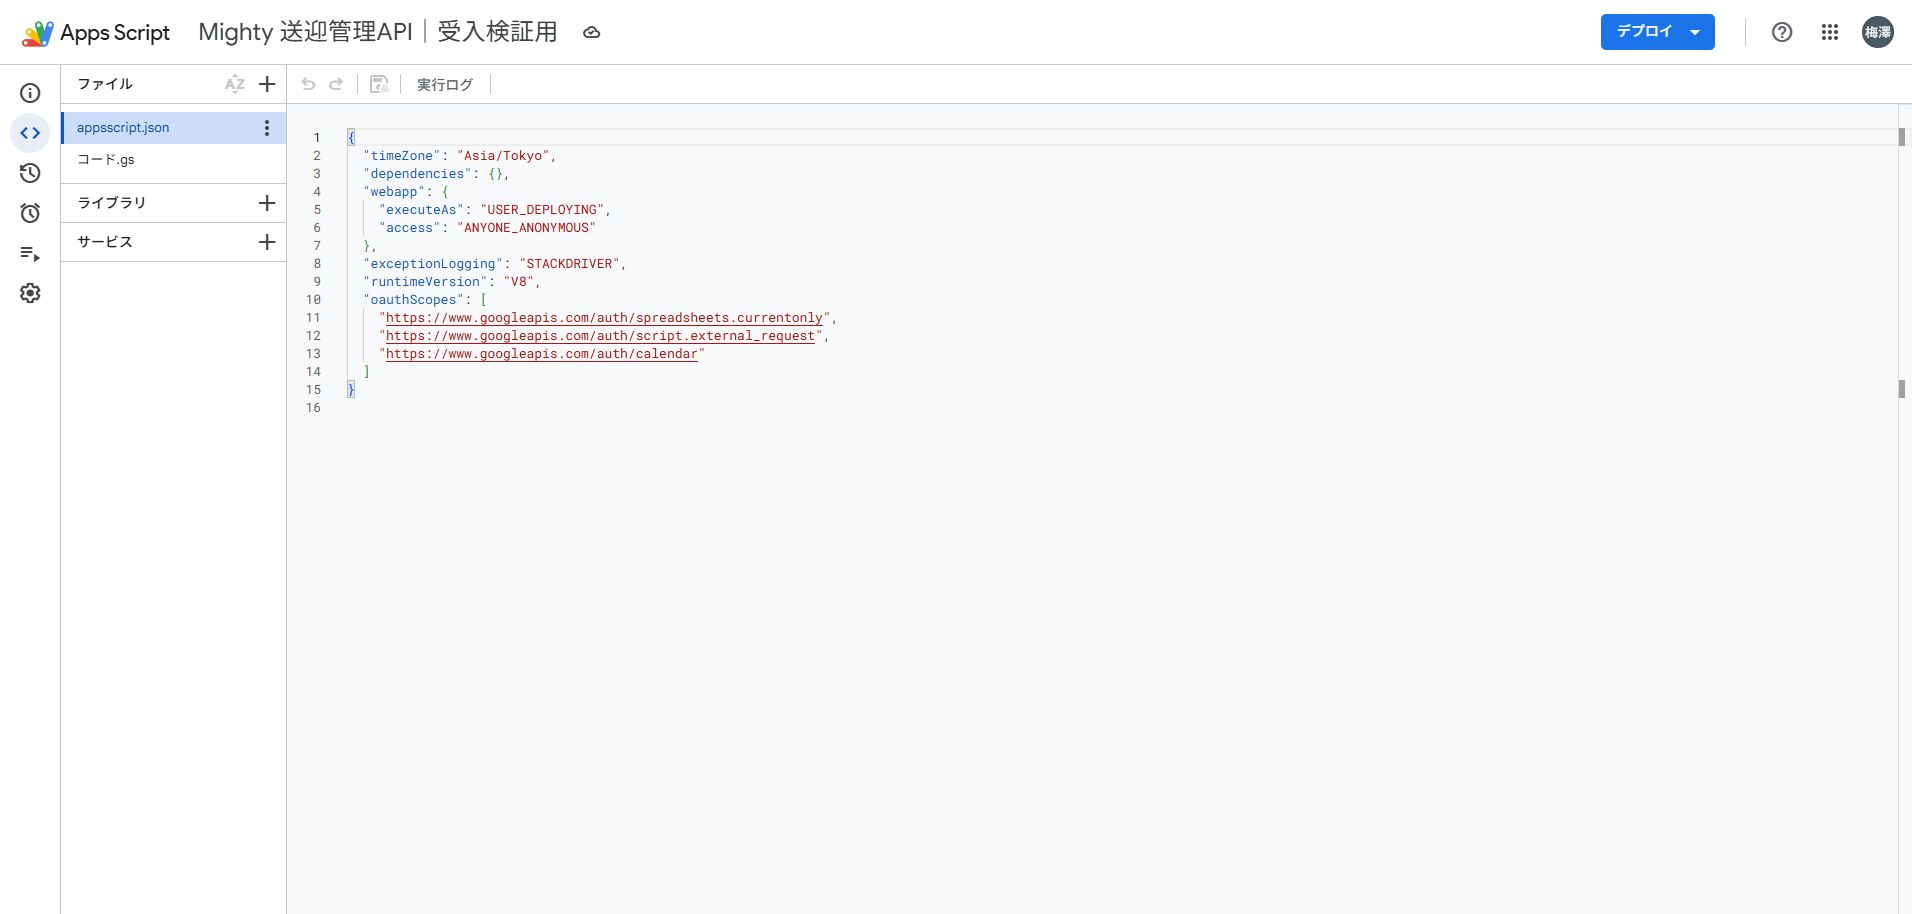 Apps Script
Mighty 送迎管理API｜受入検証用
デプロイ
梅澤
ファイル
AZ
実行ログ
appsscript.json
コード.gs
ライブラリ
サービス
1 {
2 "timeZone": "Asia/Tokyo",
3 "dependencies": {},
4 "webapp": {
5 "executeAs": "USER_DEPLOYING",
6 "access": "ANYONE_ANONYMOUS"
7 },
8 "exceptionLogging": "STACKDRIVER",
9 "runtimeVersion": "V8",
10 "oauthScopes": [
11 "https://www.googleapis.com/auth/spreadsheets.currentonly",
12 "https://www.googleapis.com/auth/script.external_request",
13 "https://www.googleapis.com/auth/calendar"
14 ]
15 }
16